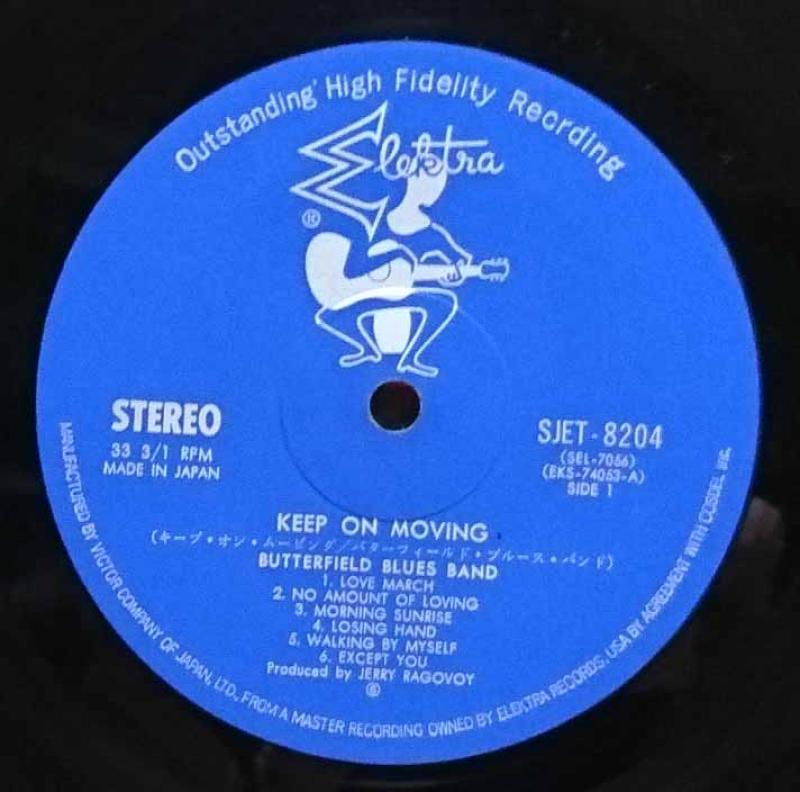 Outstanding High Fidelity Recrding
Elektra
®
STEREO
33 3/1 RPM
MADE IN JAPAN
SJET-8204
(SEL-7056)
(EKS-74053-A)
SIDE 1
KEEP ON MOVING
(キープ・オン・ムービング/バターフィールド・ブルース・バンド)
BUTTERFIELD BLUES BAND
1. LOVE MARCH
2. NO AMOUNT OF LOVING
3. MORNING SUNRISE
4. LOSING HAND
5. WALKING BY MYSELF
6. EXCEPT YOU
Produced by JERRY RAGOVOY
MANUFACTURED BY VICTOR COMPANY OF JAPAN, LTD., FROM A MASTER RECORDING OWNED BY ELEKTRA RECORDS, USA BY AGREEMENT WITH COSDEL INC.